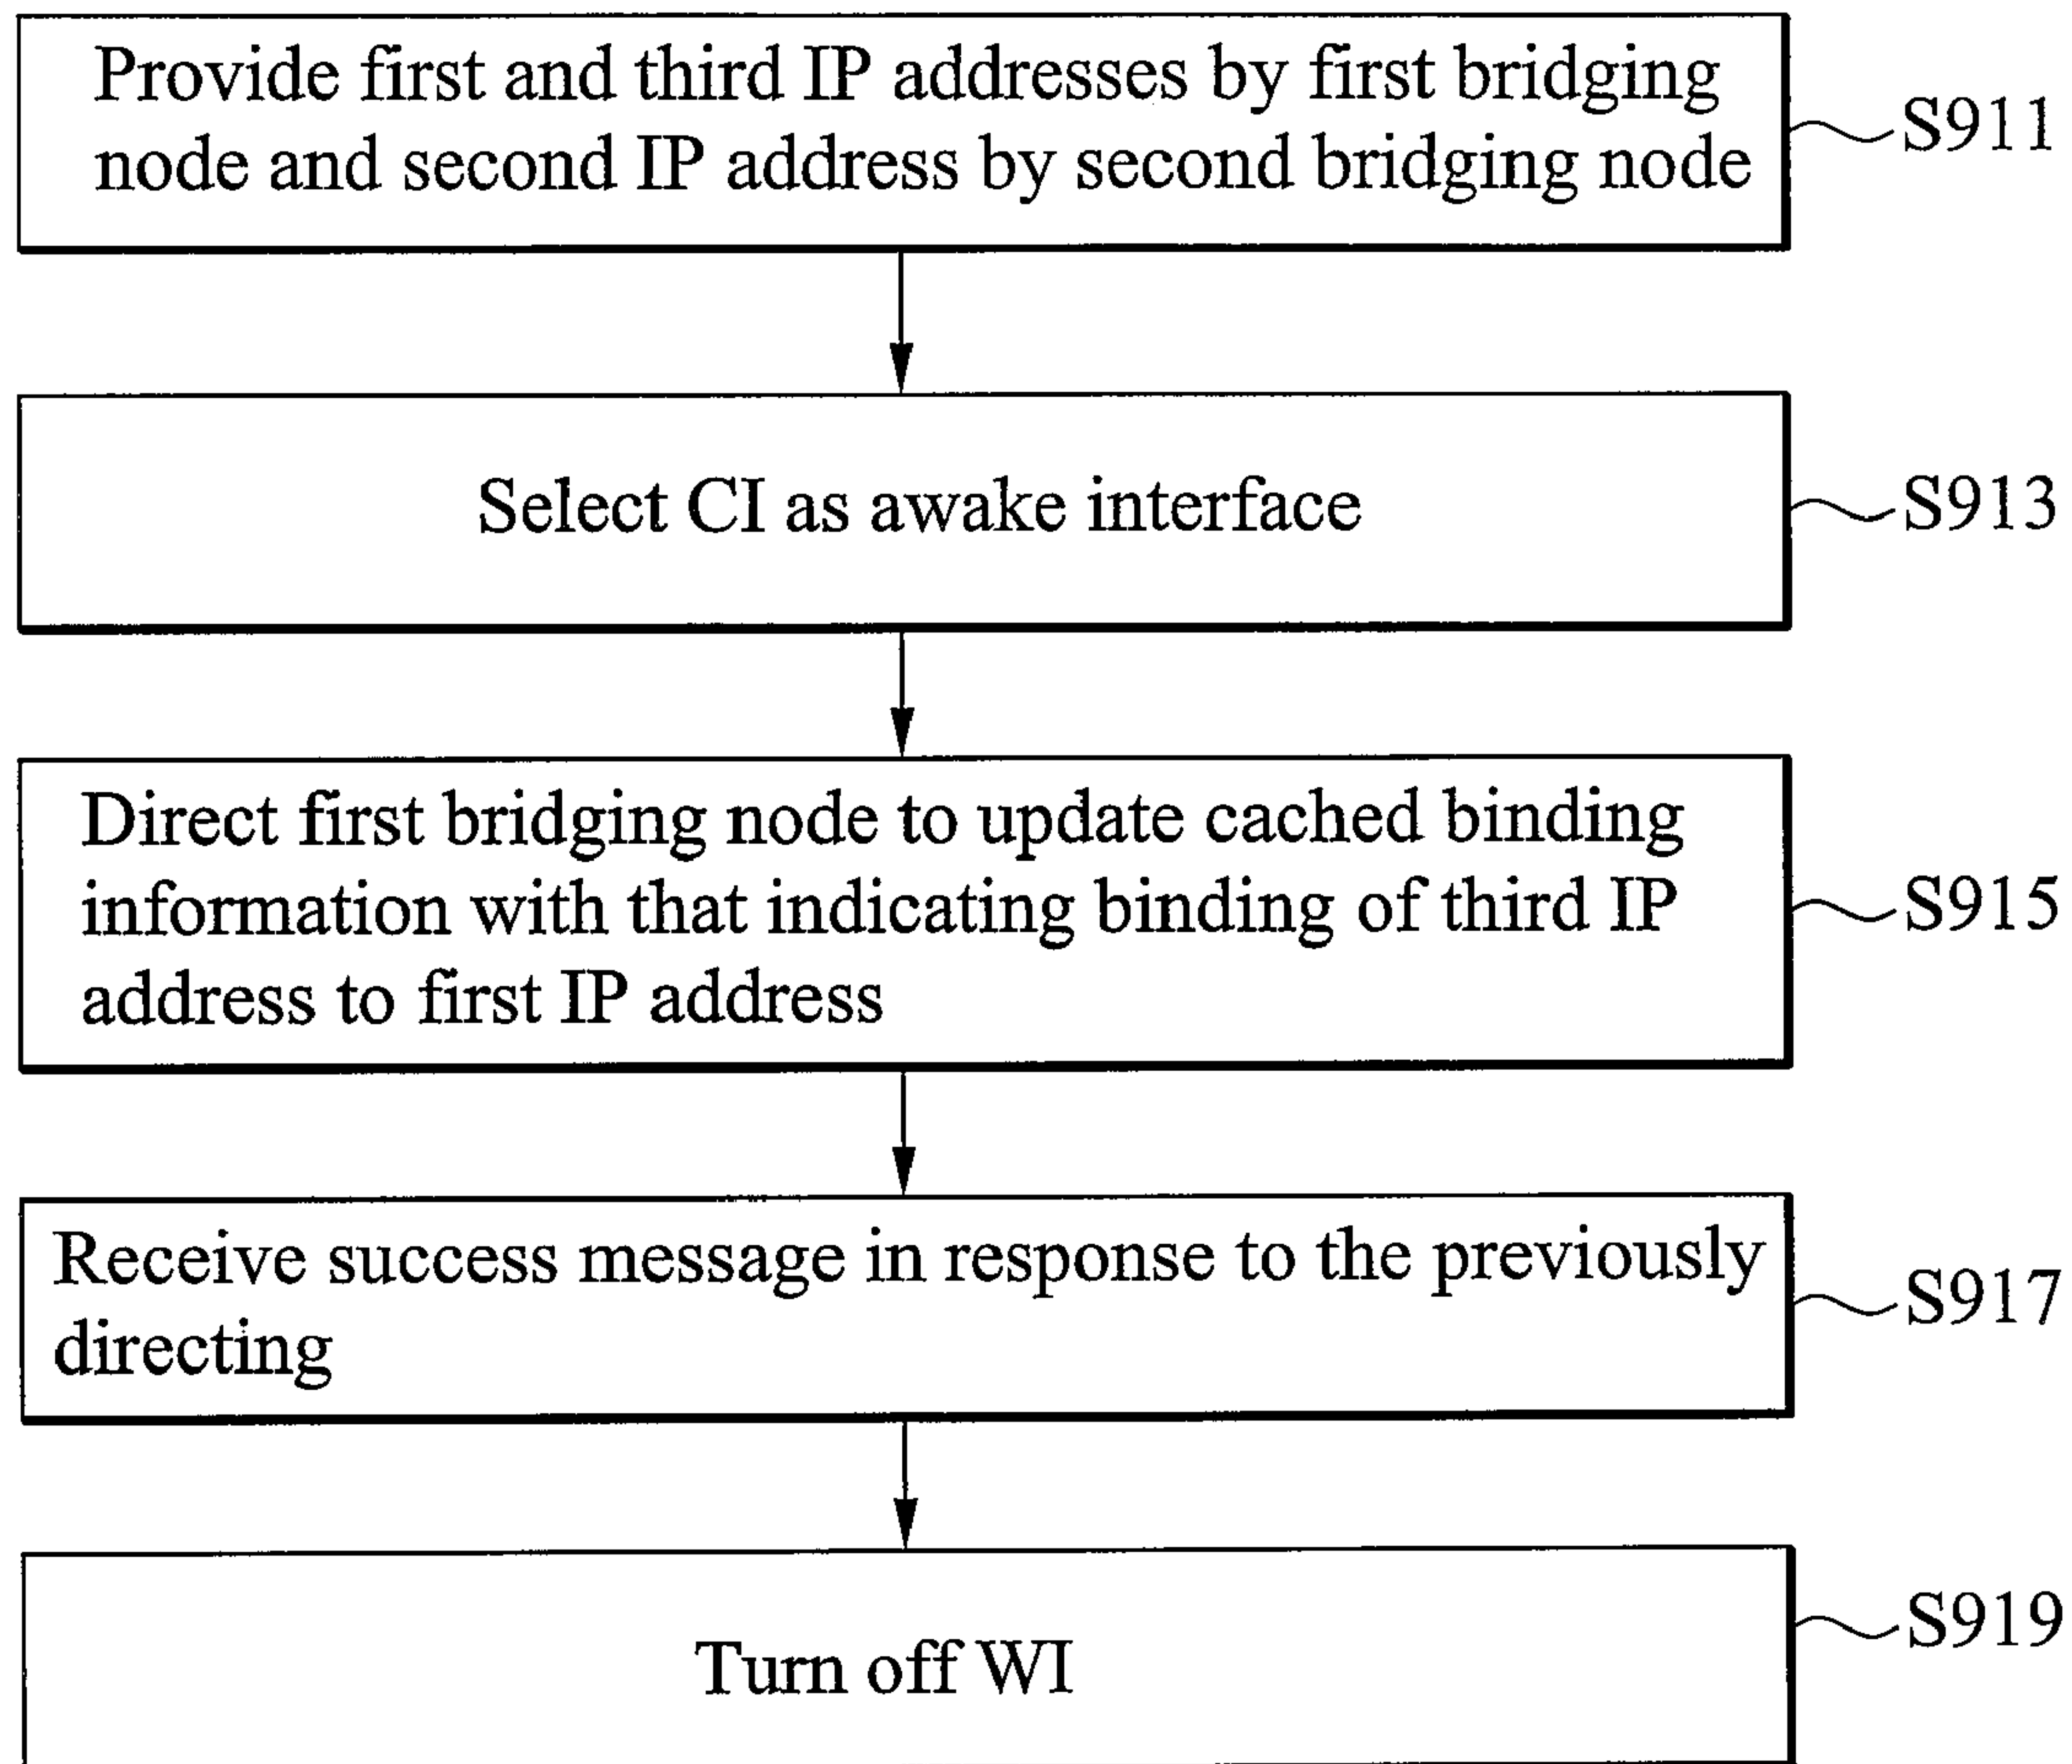 Provide first and third IP addresses by first bridging
node and second IP address by second bridging node
S911
Select CI as awake interface
S913
Direct first bridging node to update cached binding
information with that indicating binding of third IP
address to first IP address
S915
Receive success message in response to the previously
directing
S917
Turn off WI
S919